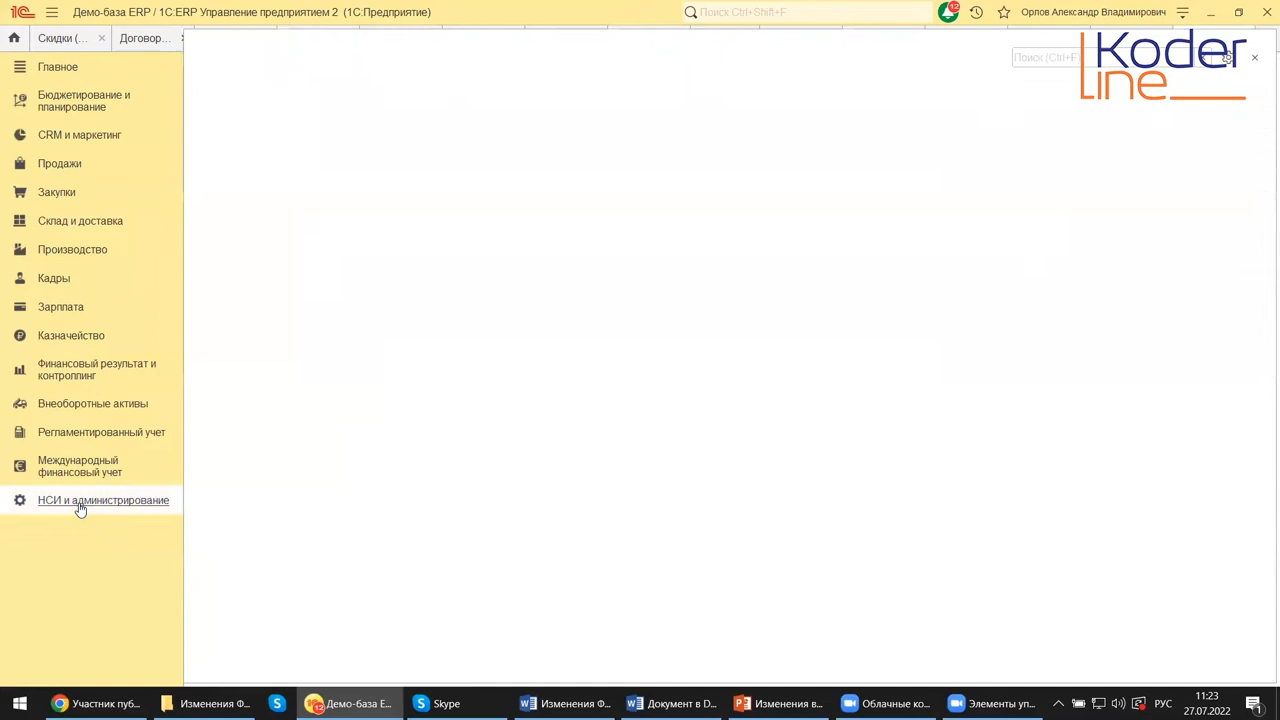 Демо-база ERP / 1С:ERP Управление предприятием 2 (1С:Предприятие)
Поиск Ctrl+Shift+F
12
Орлов Александр Владимирович
Скидки (...
Договор...
Поиск (Ctrl+F)
Koder
line
Главное
Бюджетирование и
планирование
CRM и маркетинг
Продажи
Закупки
Склад и доставка
Производство
Кадры
Зарплата
Казначейство
Финансовый результат и
контроллинг
Внеоборотные активы
Регламентированный учет
Международный
финансовый учет
НСИ и администрирование
Участник пуб...
Изменения Ф...
12
Демо-база E...
Skype
Изменения Ф...
Документ в D...
Изменения в...
Облачные ко...
Элементы уп...
РУС
11:23
27.07.2022
1